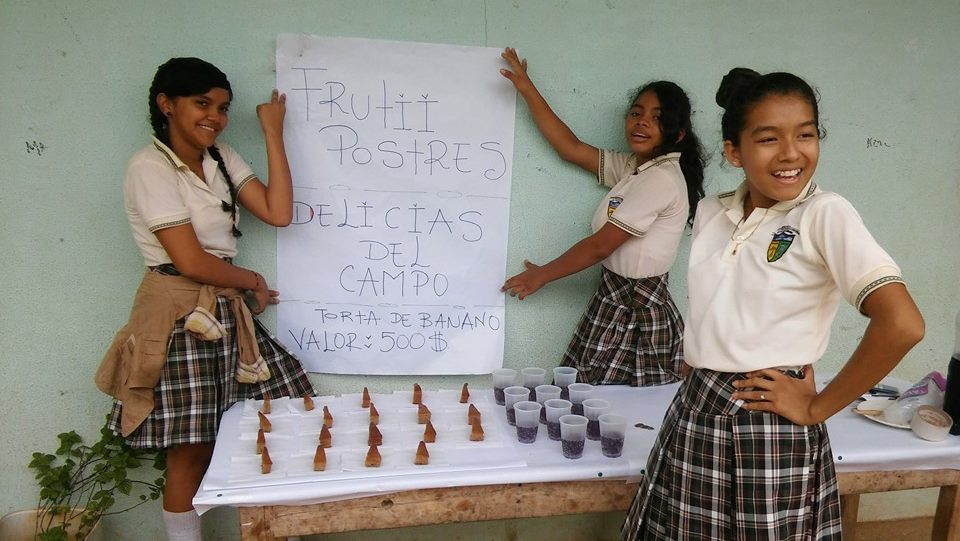 Frutii
Postres
DELICIAS
DEL
CAMPO
TORTA DE BANANO
VALOR: 500$